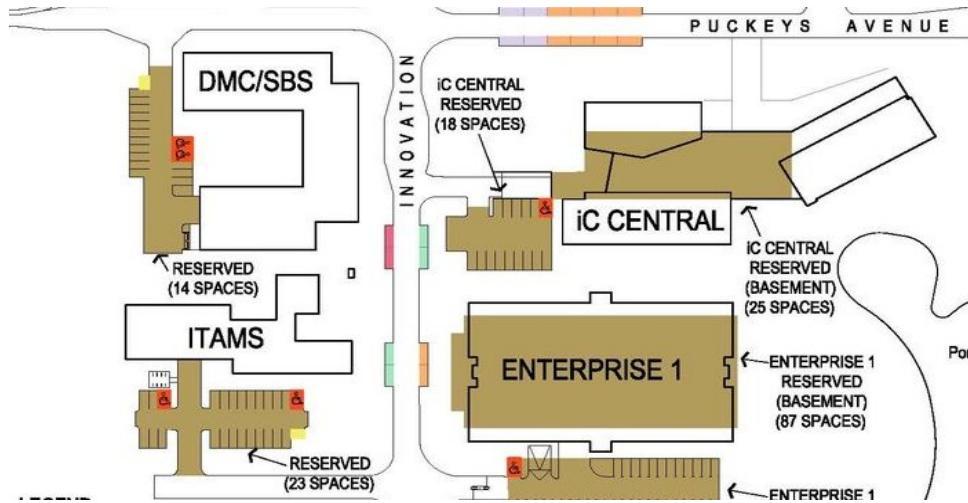 PUCKEYS AVENUE
DMC/SBS
INNOVATION
iC CENTRAL
RESERVED
(18 SPACES)
iC CENTRAL
iC CENTRAL
RESERVED
(BASEMENT)
(25 SPACES)
RESERVED
(14 SPACES)
ITAMS
ENTERPRISE 1
ENTERPRISE 1
RESERVED
(BASEMENT)
(87 SPACES)
Po
RESERVED
(23 SPACES)
ENTERPRISE 1
LEGEND